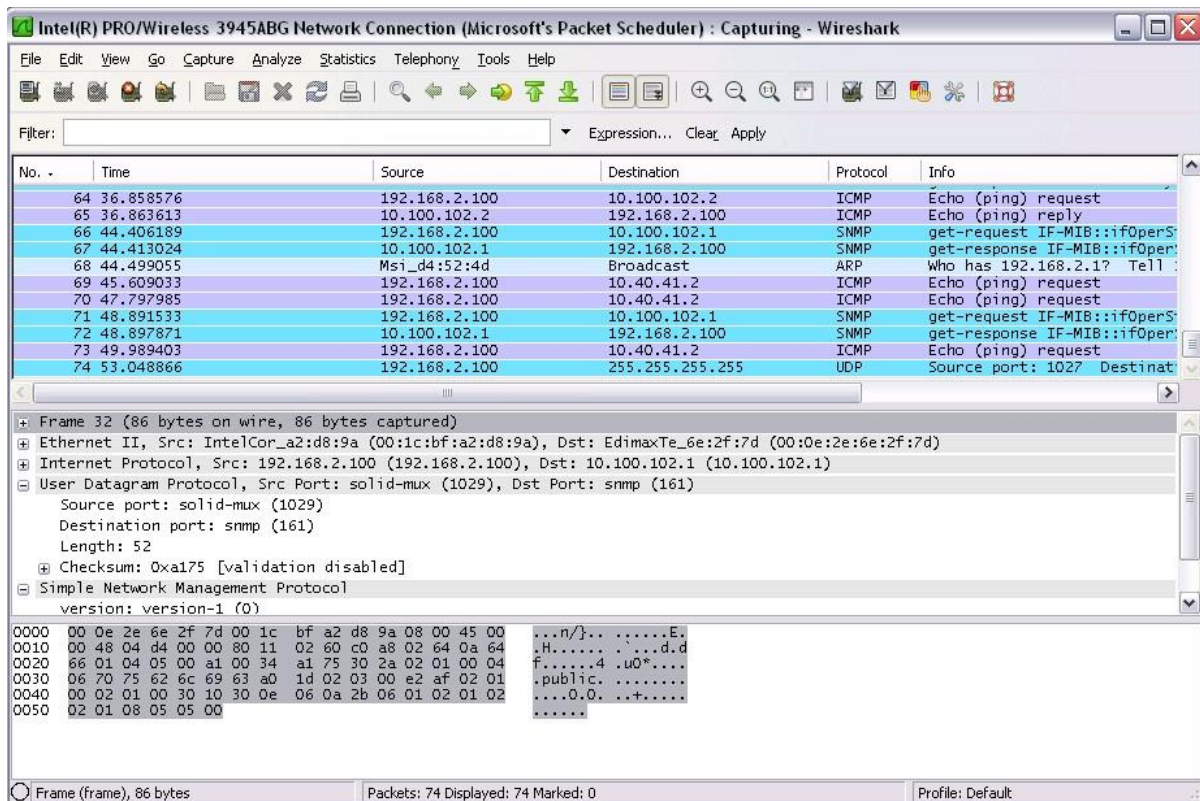 Intel(R) PRO/Wireless 3945ABG Network Connection (Microsoft's Packet Scheduler) : Capturing - Wireshark
File Edit View Go Capture Analyze Statistics Telephony Tools Help
Filter: Expression... Clear Apply
No. - Time Source Destination Protocol Info
64 36.858576 192.168.2.100 10.100.102.2 ICMP Echo (ping) request
65 36.863613 10.100.102.2 192.168.2.100 ICMP Echo (ping) reply
66 44.406189 192.168.2.100 10.100.102.1 SNMP get-request IF-MIB::ifOperS
67 44.413024 10.100.102.1 192.168.2.100 SNMP get-response IF-MIB::ifOper
68 44.499055 Msi_d4:52:4d Broadcast ARP Who has 192.168.2.1? Tell
69 45.609033 192.168.2.100 10.40.41.2 ICMP Echo (ping) request
70 47.797985 192.168.2.100 10.40.41.2 ICMP Echo (ping) request
71 48.891533 192.168.2.100 10.100.102.1 SNMP get-request IF-MIB::ifOperS
72 48.897871 10.100.102.1 192.168.2.100 SNMP get-response IF-MIB::ifOper
73 49.989403 192.168.2.100 10.40.41.2 ICMP Echo (ping) request
74 53.048866 192.168.2.100 255.255.255.255 UDP Source port: 1027 Destinat
Frame 32 (86 bytes on wire, 86 bytes captured)
Ethernet II, Src: IntelCor_a2:d8:9a (00:1c:bf:a2:d8:9a), Dst: EdimaxTe_6e:2f:7d (00:0e:2e:6e:2f:7d)
Internet Protocol, Src: 192.168.2.100 (192.168.2.100), Dst: 10.100.102.1 (10.100.102.1)
User Datagram Protocol, Src Port: solid-mux (1029), Dst Port: snmp (161)
Source port: solid-mux (1029)
Destination port: snmp (161)
Length: 52
Checksum: 0xa175 [validation disabled]
Simple Network Management Protocol
version: version-1 (0)
0000 00 0e 2e 6e 2f 7d 00 1c bf a2 d8 9a 08 00 45 00 ...n/}.. ......E.
0010 00 48 04 d4 00 00 80 11 02 60 c0 a8 02 64 0a 64 .H...... .`...d.d
0020 66 01 04 05 00 a1 00 34 a1 75 30 2a 02 01 00 04 f......4 .u0*....
0030 06 70 75 62 6c 69 63 a0 1d 02 03 00 e2 af 02 01 .public. ........
0040 00 02 01 00 30 10 30 0e 06 0a 2b 06 01 02 01 02 ....0.0. ..+.....
0050 02 01 08 05 05 00 ......
Frame (frame), 86 bytes Packets: 74 Displayed: 74 Marked: 0 Profile: Default